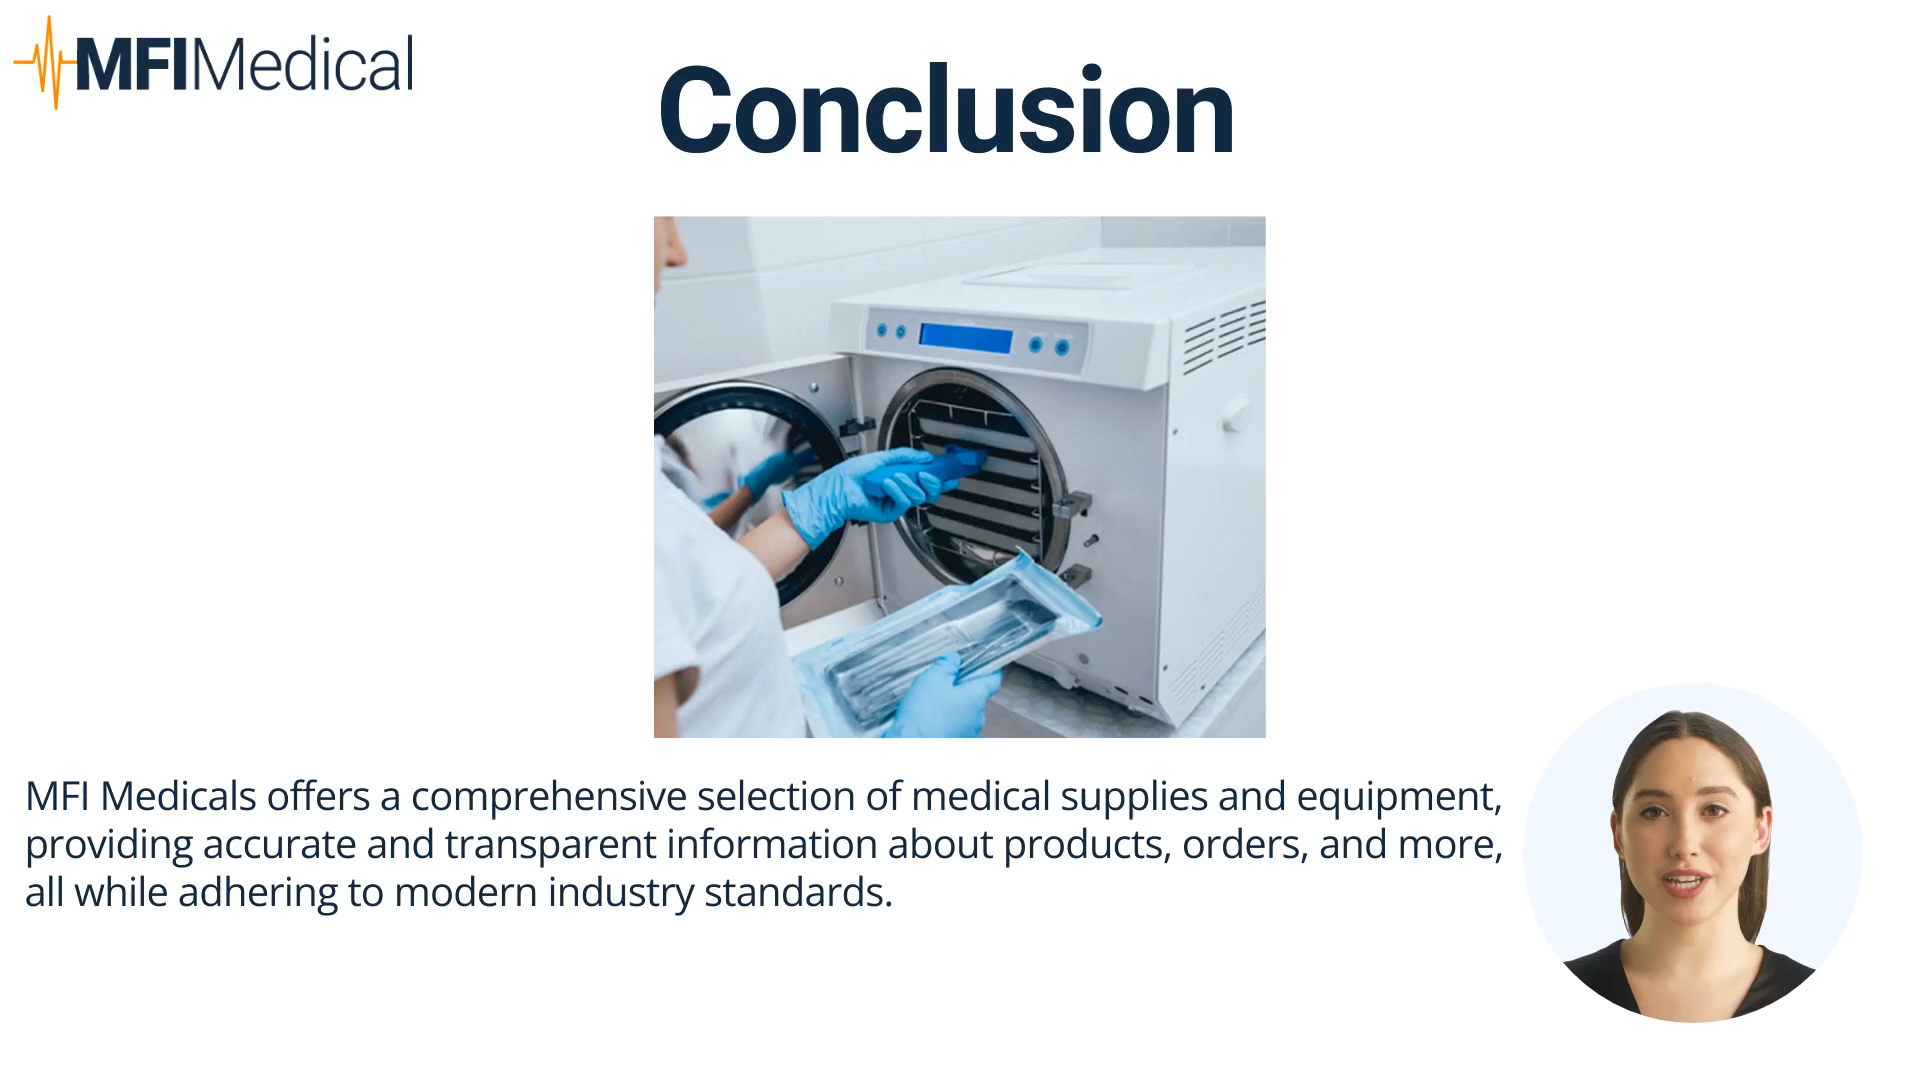 MFIMedical
Conclusion
MFI Medicals offers a comprehensive selection of medical supplies and equipment,
providing accurate and transparent information about products, orders, and more,
all while adhering to modern industry standards.